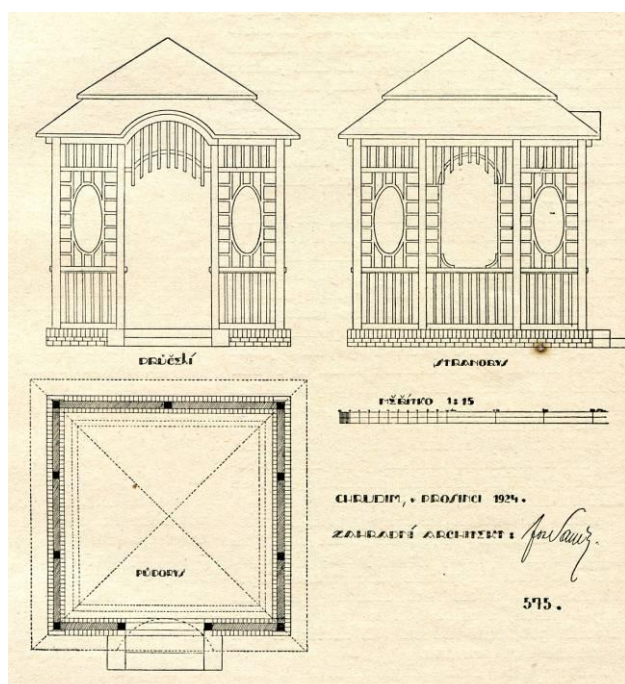 PRŮČELÍ
STRANORYS
MĚŘÍTKO 1:15
PŮDORYS
CHRUDIM, v PROSINCI 1924.
ZAHRADNÍ ARCHITEKT:
575.